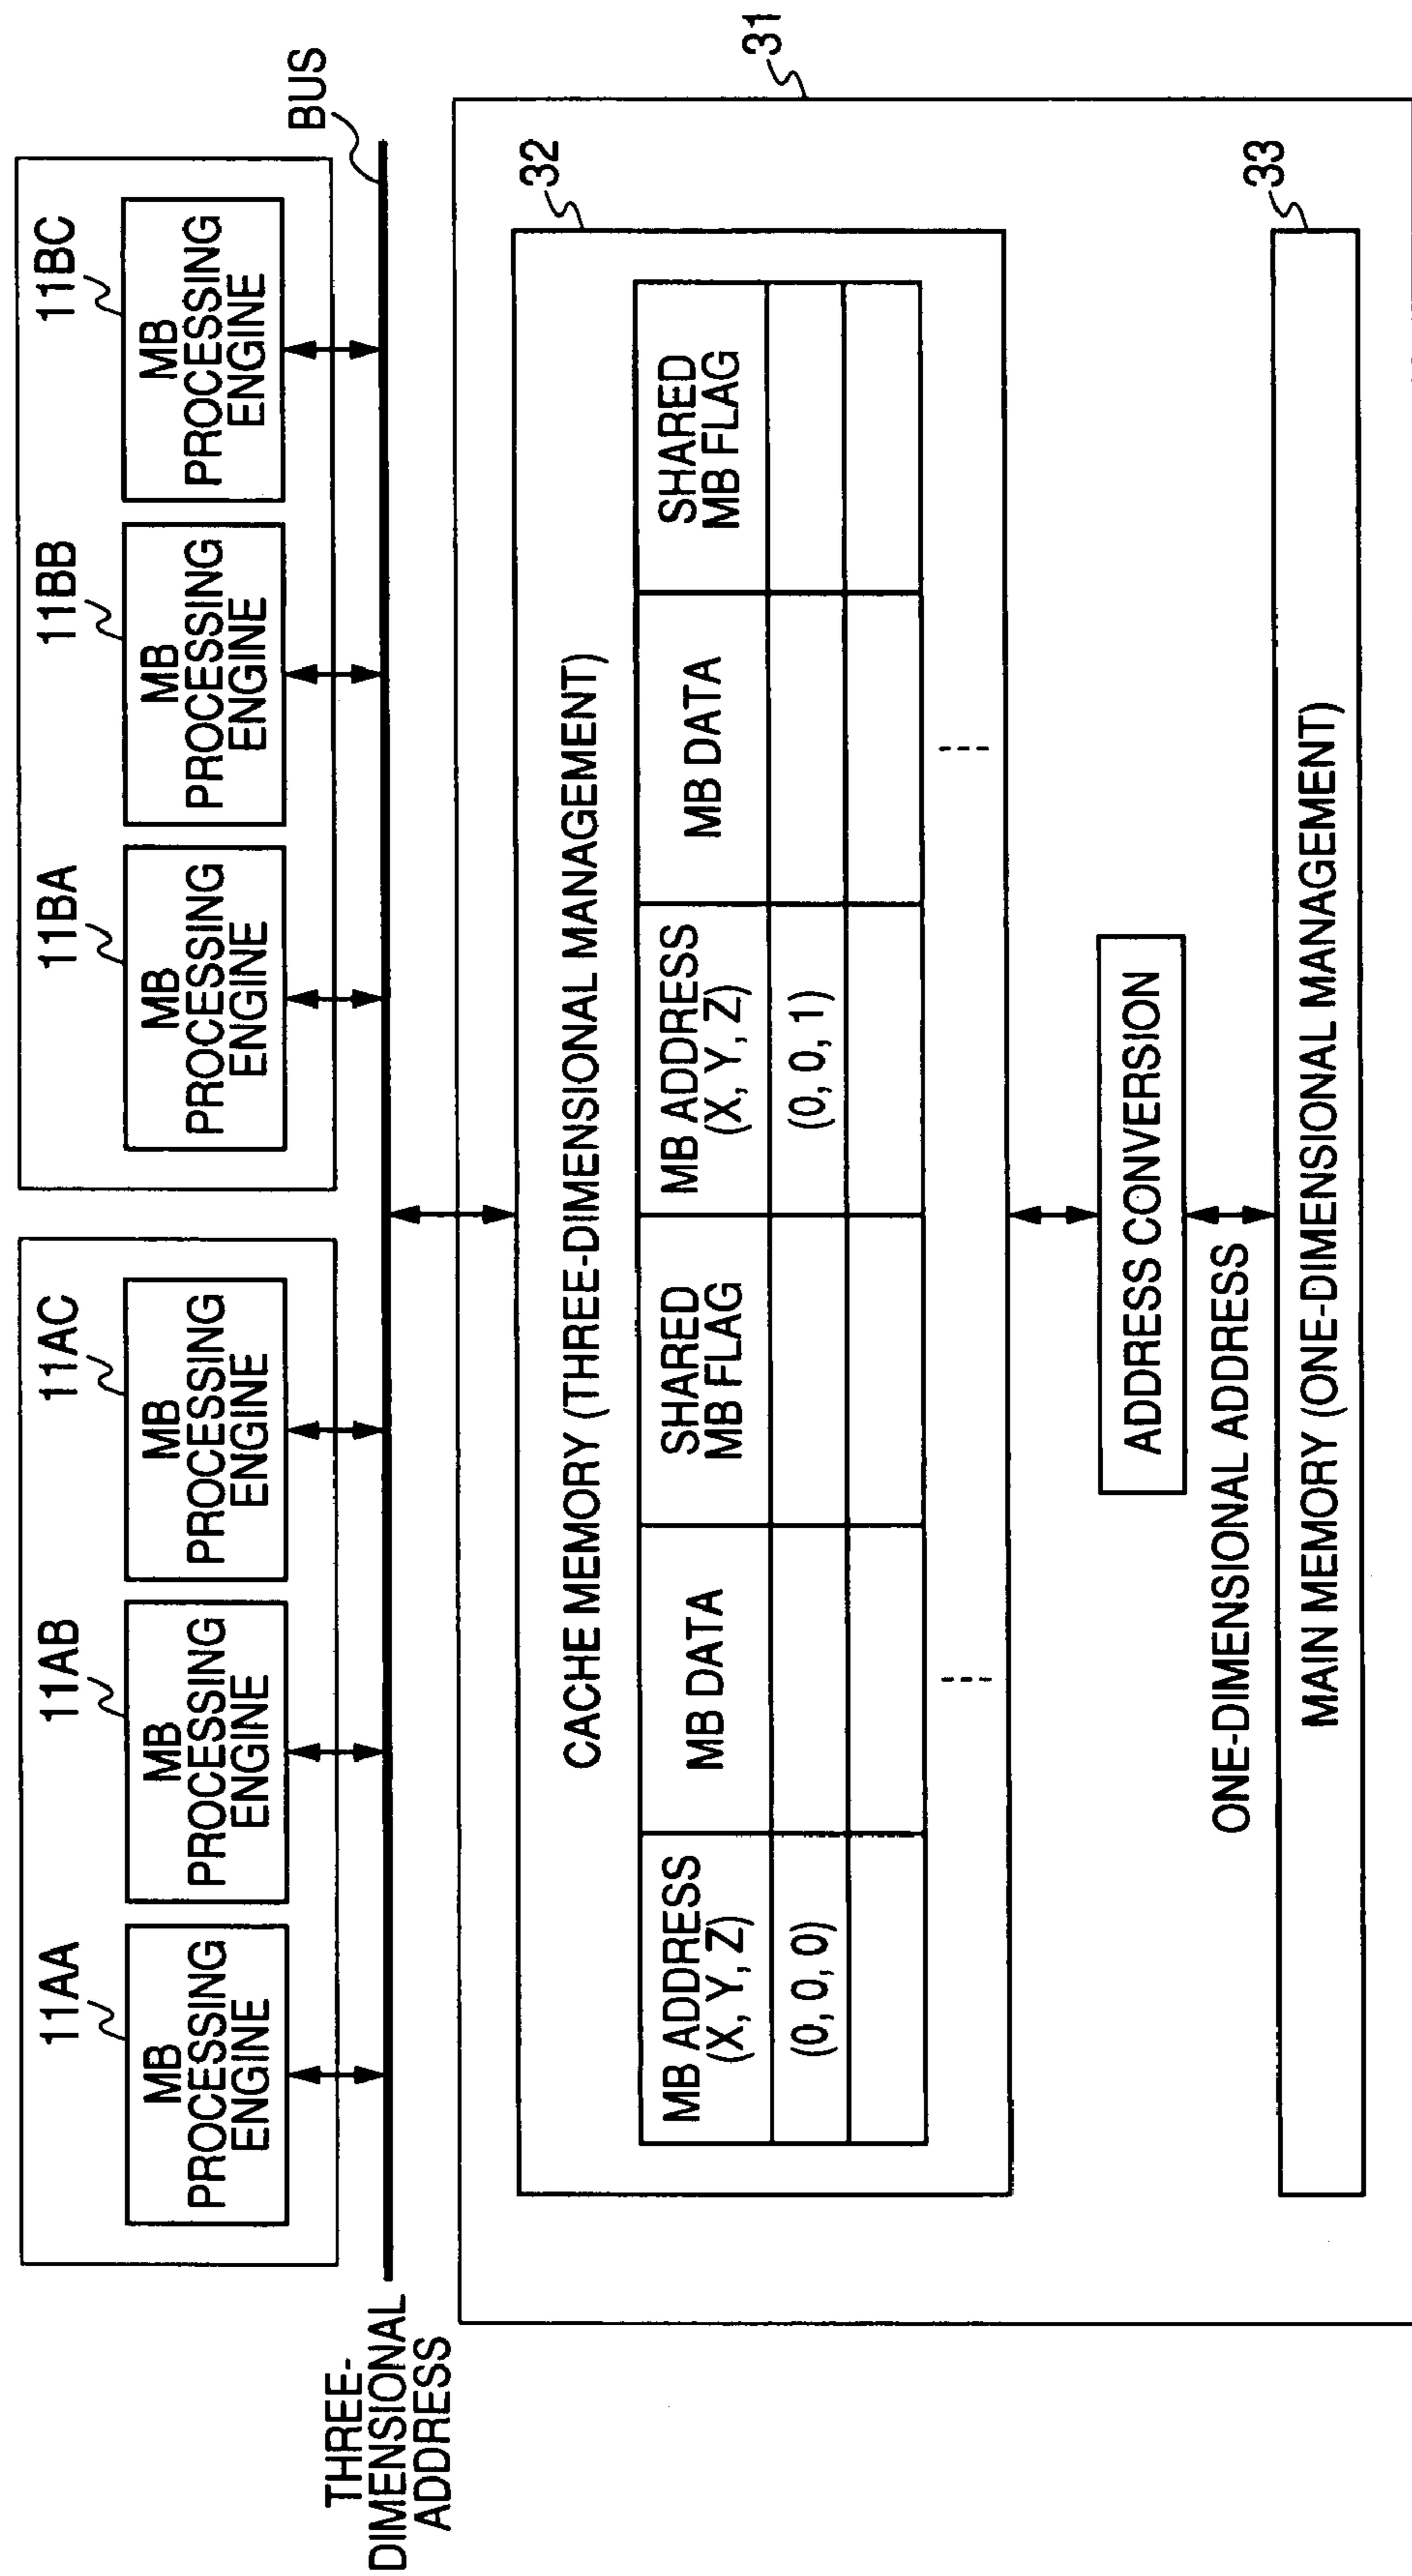 11AA
11AB
11AC
11BA
11BB
11BC
MB
PROCESSING
ENGINE
MB
PROCESSING
ENGINE
MB
PROCESSING
ENGINE
MB
PROCESSING
ENGINE
MB
PROCESSING
ENGINE
MB
PROCESSING
ENGINE
BUS
THREE-
DIMENSIONAL
ADDRESS
31
32
CACHE MEMORY (THREE-DIMENSIONAL MANAGEMENT)
MB ADDRESS
(X, Y, Z)
MB DATA
SHARED
MB FLAG
MB ADDRESS
(X, Y, Z)
MB DATA
SHARED
MB FLAG
(0, 0, 0)
(0, 0, 1)
ADDRESS CONVERSION
ONE-DIMENSIONAL ADDRESS
33
MAIN MEMORY (ONE-DIMENSIONAL MANAGEMENT)